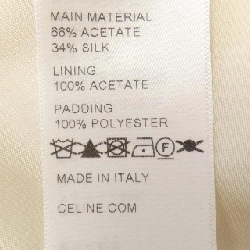 MAIN MATERIAL
66% ACETATE
34% SILK
LINING
100% ACETATE
PADDING
100% POLYESTER
MADE IN ITALY
CELINE.COM